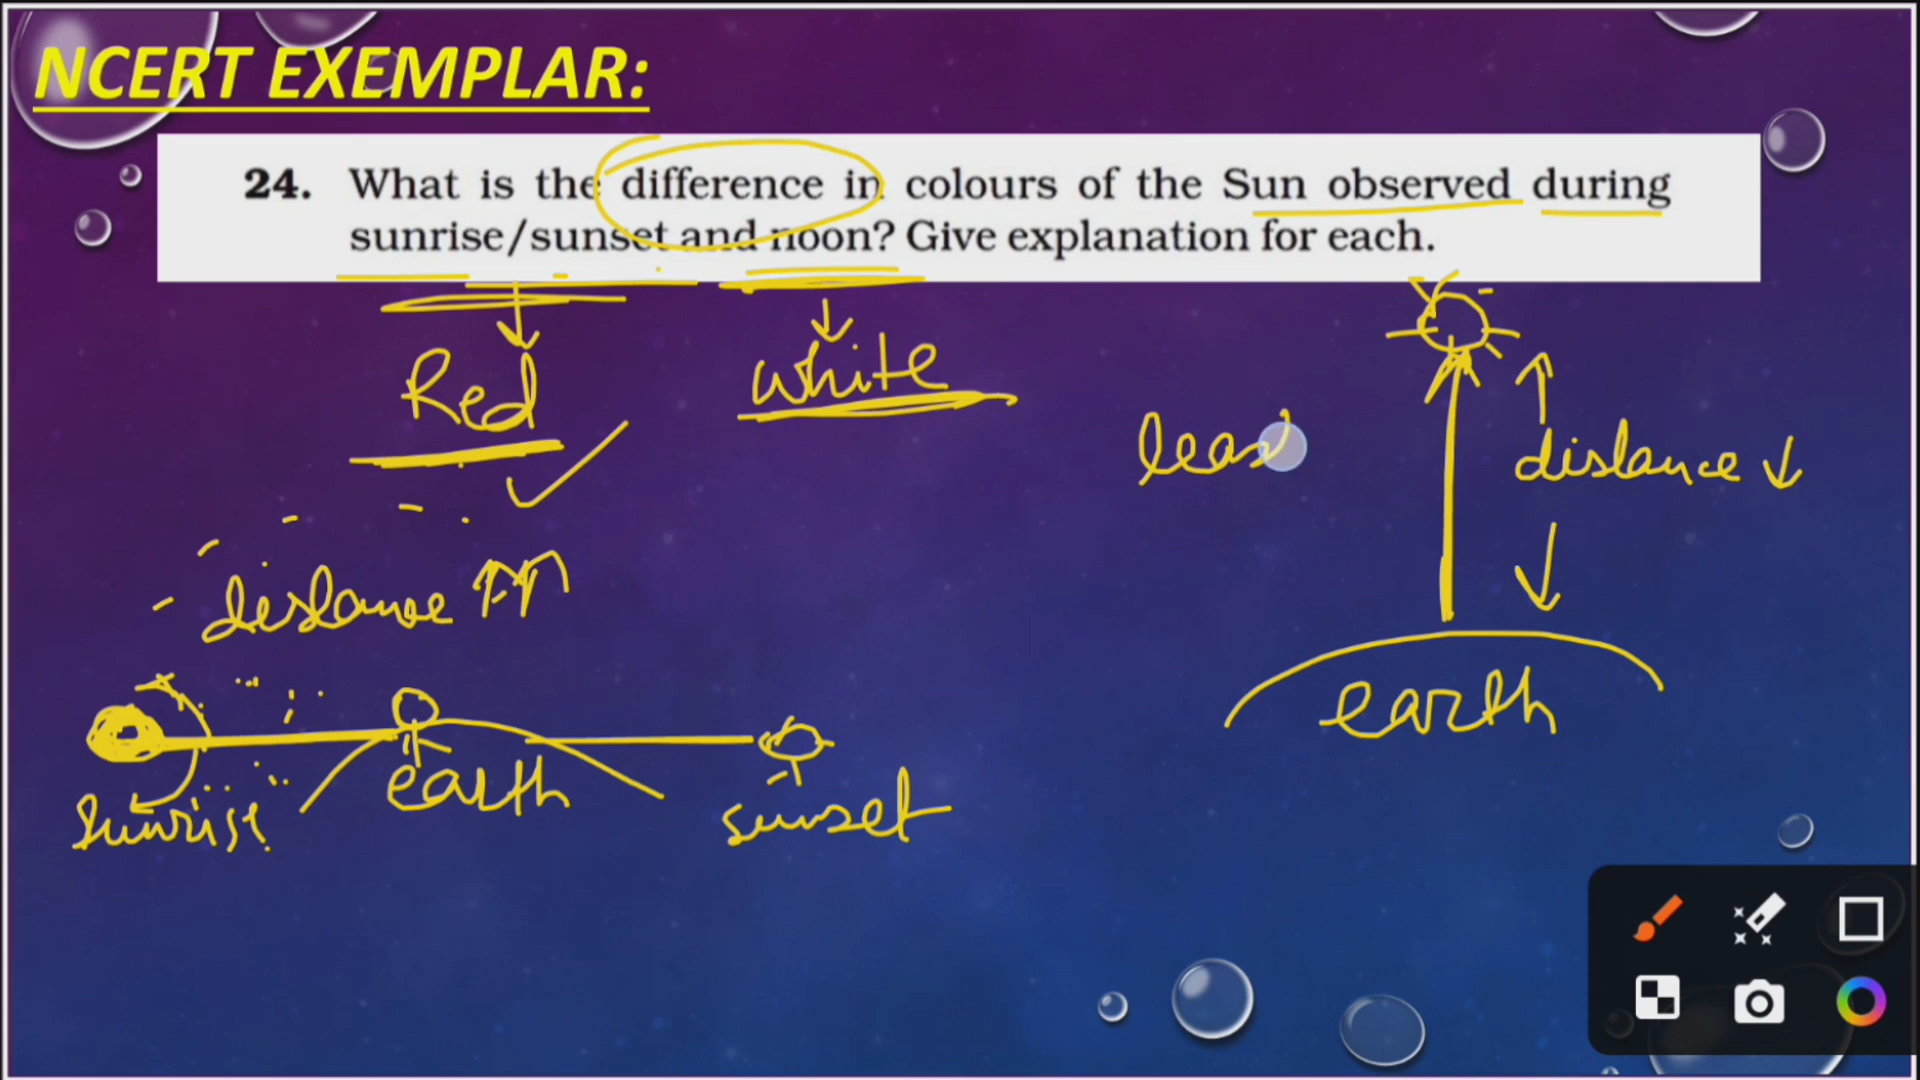 NCERT EXEMPLAR:
24. What is the difference in colours of the Sun observed during
sunrise/sunset and noon? Give explanation for each.
Red
white
leas
distance ↓
distance ↑↑
earth
earth
sunrise
sunset